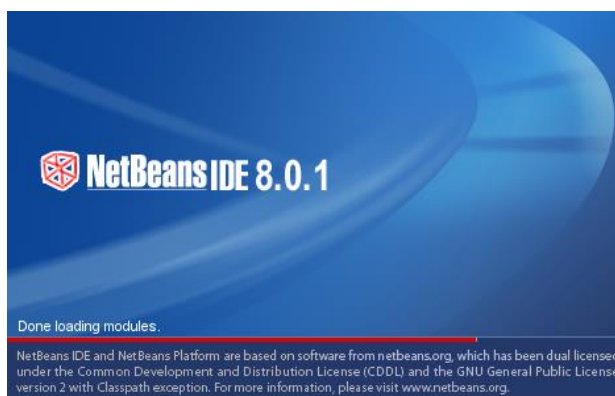 NetBeans IDE 8.0.1
Done loading modules.
NetBeans IDE and NetBeans Platform are based on software from netbeans.org, which has been dual licensed
under the Common Development and Distribution License (CDDL) and the GNU General Public License
version 2 with Classpath exception. For more information, please visit www.netbeans.org.